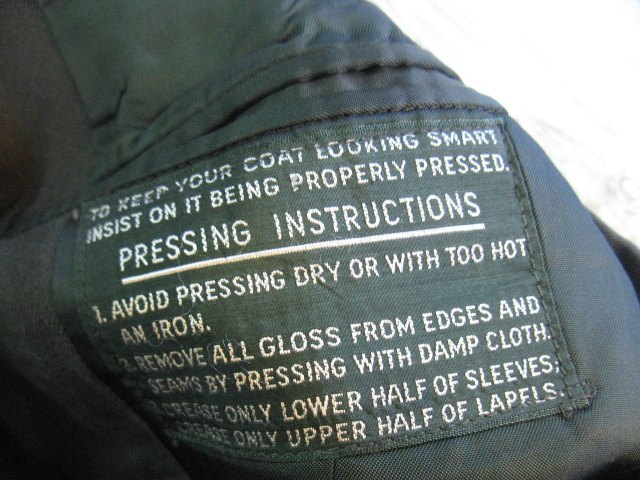 TO KEEP YOUR COAT LOOKING SMART
INSIST ON IT BEING PROPERLY PRESSED.
PRESSING INSTRUCTIONS
1. AVOID PRESSING DRY OR WITH TOO HOT
AN IRON.
2. REMOVE ALL GLOSS FROM EDGES AND
SEAMS BY PRESSING WITH DAMP CLOTH.
CREASE ONLY LOWER HALF OF SLEEVES:
CREASE ONLY UPPER HALF OF LAPELS.